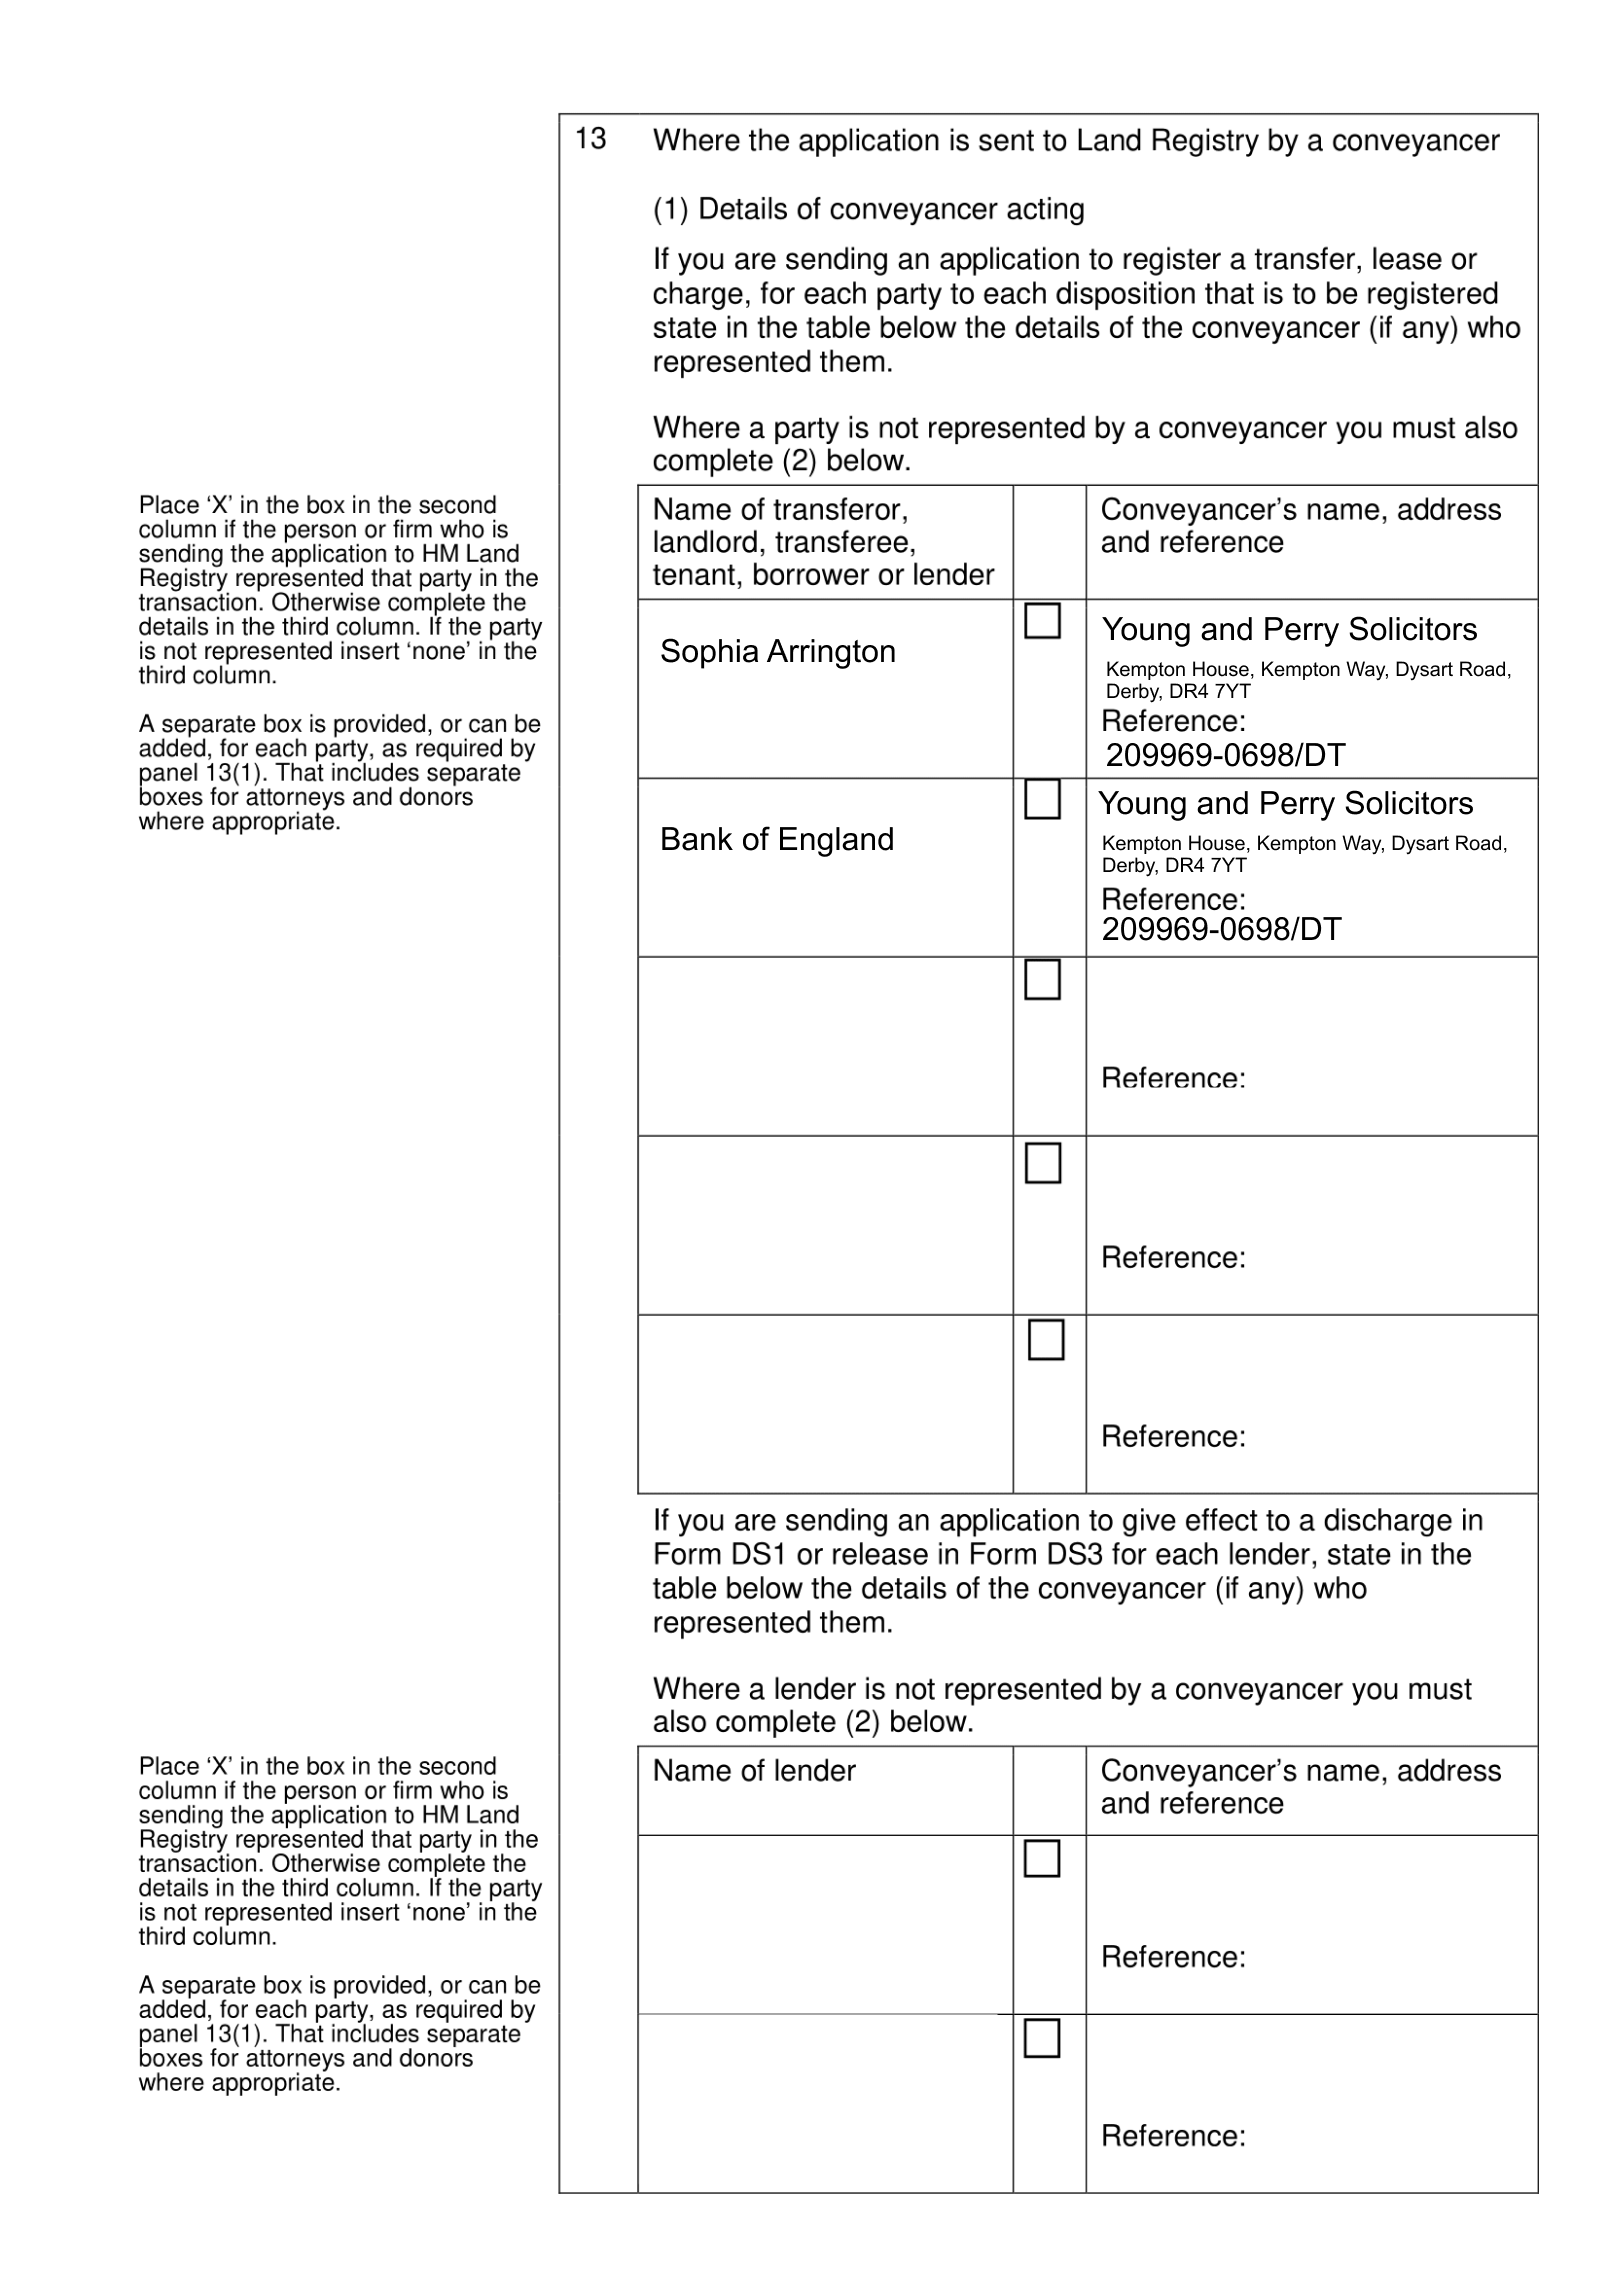 13 Where the application is sent to Land Registry by a conveyancer
(1) Details of conveyancer acting
If you are sending an application to register a transfer, lease or
charge, for each party to each disposition that is to be registered
state in the table below the details of the conveyancer (if any) who
represented them.
Where a party is not represented by a conveyancer you must also
complete (2) below.
Place ‘X’ in the box in the second
column if the person or firm who is
sending the application to HM Land
Registry represented that party in the
transaction. Otherwise complete the
details in the third column. If the party
is not represented insert ‘none’ in the
third column.
A separate box is provided, or can be
added, for each party, as required by
panel 13(1). That includes separate
boxes for attorneys and donors
where appropriate.
Name of transferor,
landlord, transferee,
tenant, borrower or lender
Conveyancer’s name, address
and reference
Sophia Arrington
Young and Perry Solicitors
Kempton House, Kempton Way, Dysart Road,
Derby, DR4 7YT
Reference:
209969-0698/DT
Bank of England
Young and Perry Solicitors
Kempton House, Kempton Way, Dysart Road,
Derby, DR4 7YT
Reference:
209969-0698/DT
Reference:
Reference:
Reference:
If you are sending an application to give effect to a discharge in
Form DS1 or release in Form DS3 for each lender, state in the
table below the details of the conveyancer (if any) who
represented them.
Where a lender is not represented by a conveyancer you must
also complete (2) below.
Place ‘X’ in the box in the second
column if the person or firm who is
sending the application to HM Land
Registry represented that party in the
transaction. Otherwise complete the
details in the third column. If the party
is not represented insert ‘none’ in the
third column.
A separate box is provided, or can be
added, for each party, as required by
panel 13(1). That includes separate
boxes for attorneys and donors
where appropriate.
Name of lender
Conveyancer’s name, address
and reference
Reference:
Reference: